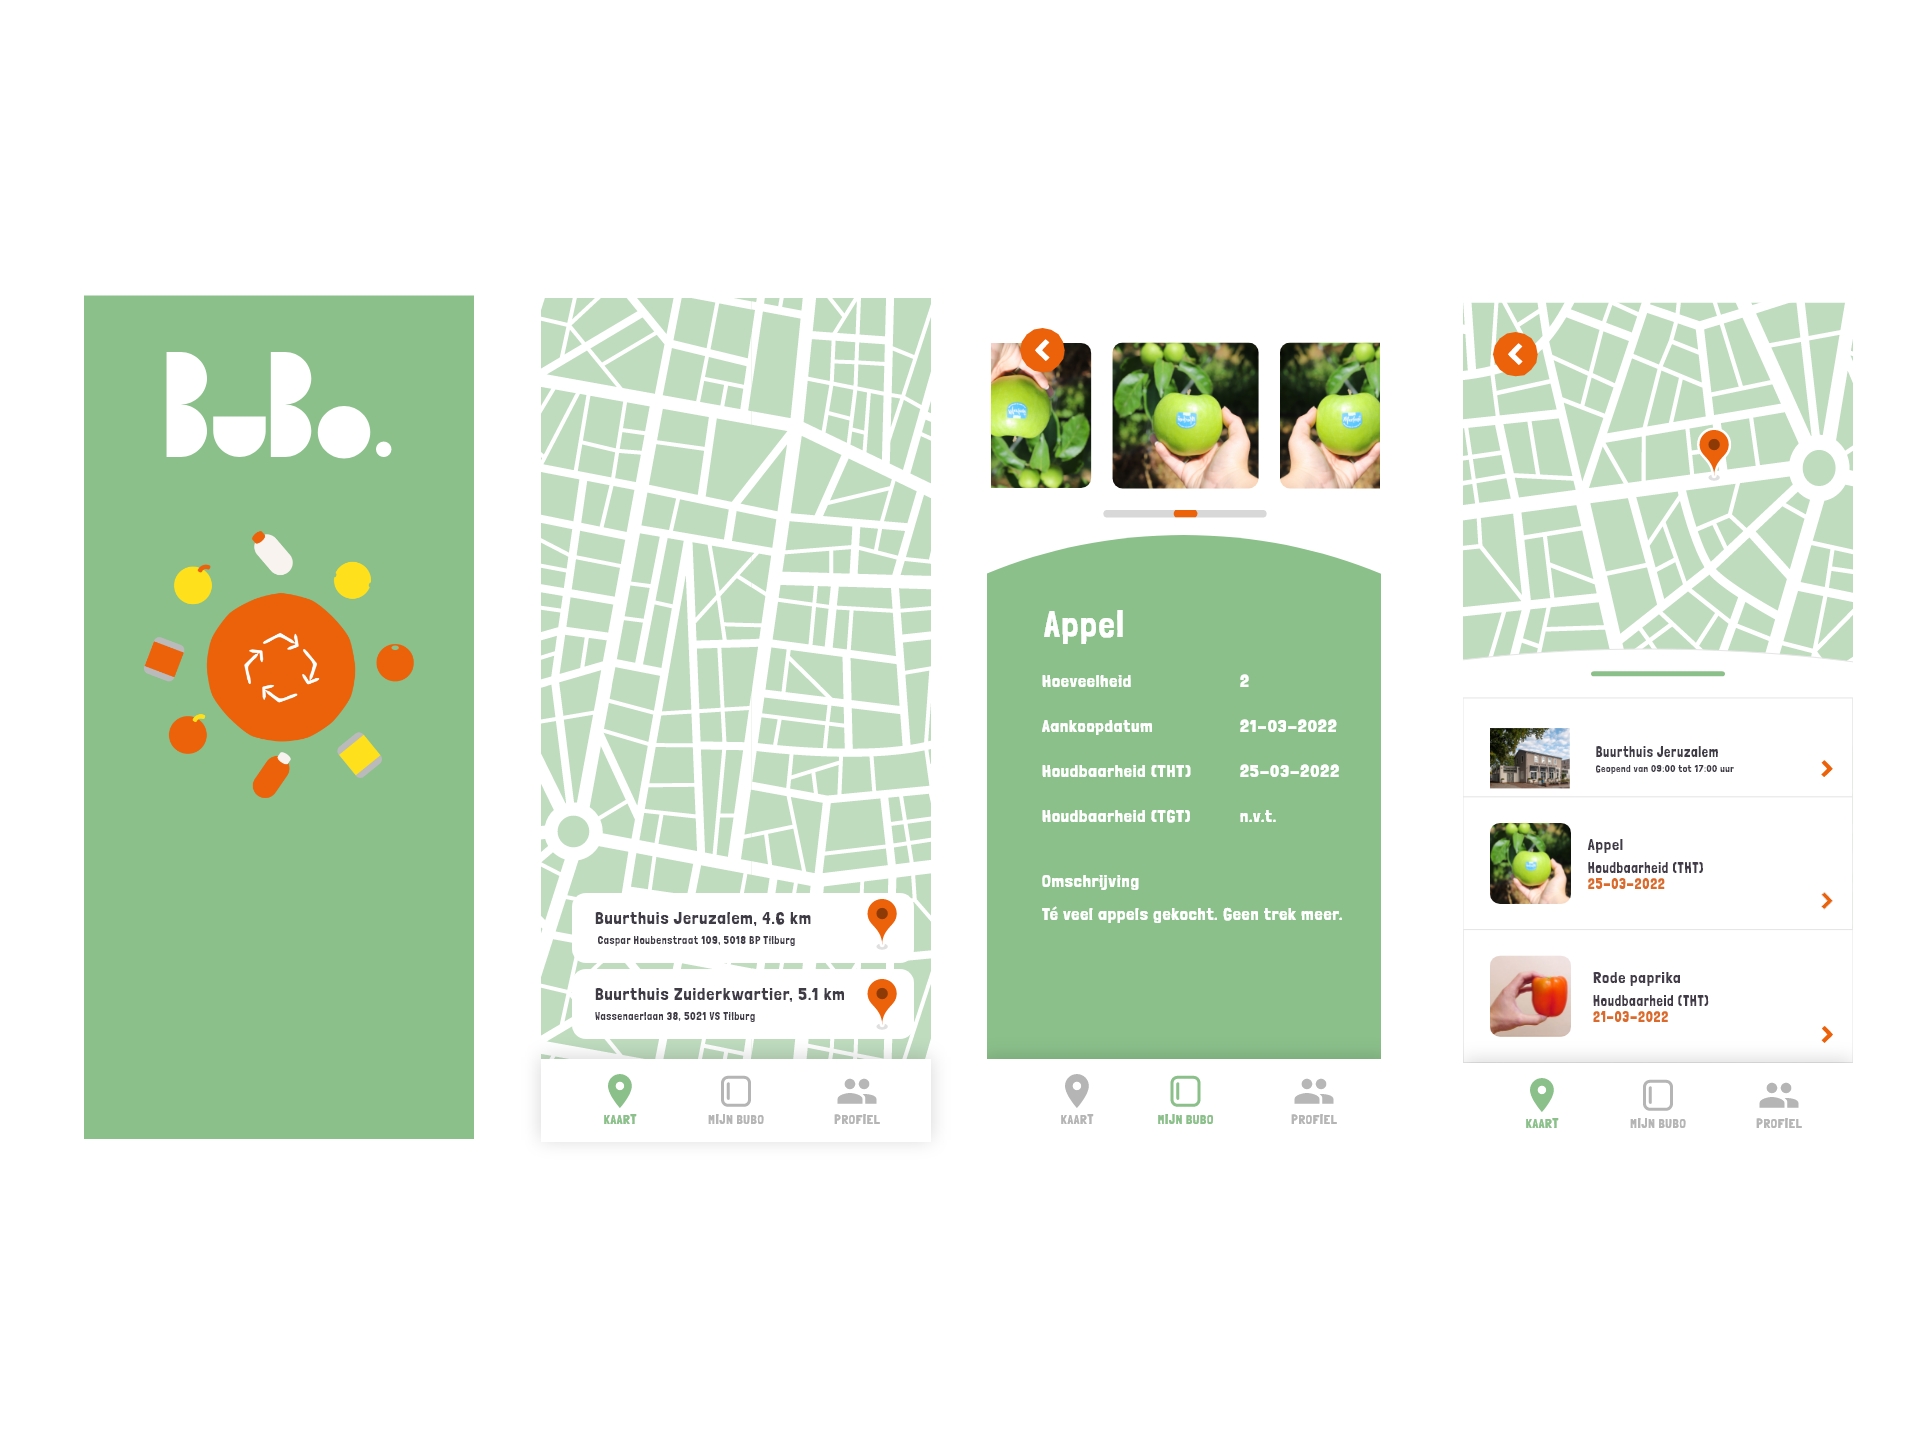 BuBo.
Buurthuis Jeruzalem, 4.6 km
Caspar Houbenstraat 109, 5018 BP Tilburg
Buurthuis Zuiderkwartier, 5.1 km
Wassenaerlaan 38, 5021 VS Tilburg
KAART MIJN BUBO PROFIEL
Appel
Hoeveelheid 2
Aankoopdatum 21-03-2022
Houdbaarheid (THT) 25-03-2022
Houdbaarheid (TGT) n.v.t.
Omschrijving
Té veel appels gekocht. Geen trek meer.
KAART MIJN BUBO PROFIEL
Buurthuis Jeruzalem
Geopend van 09:00 tot 17:00 uur
Appel
Houdbaarheid (THT)
25-03-2022
Rode paprika
Houdbaarheid (THT)
21-03-2022
KAART MIJN BUBO PROFIEL